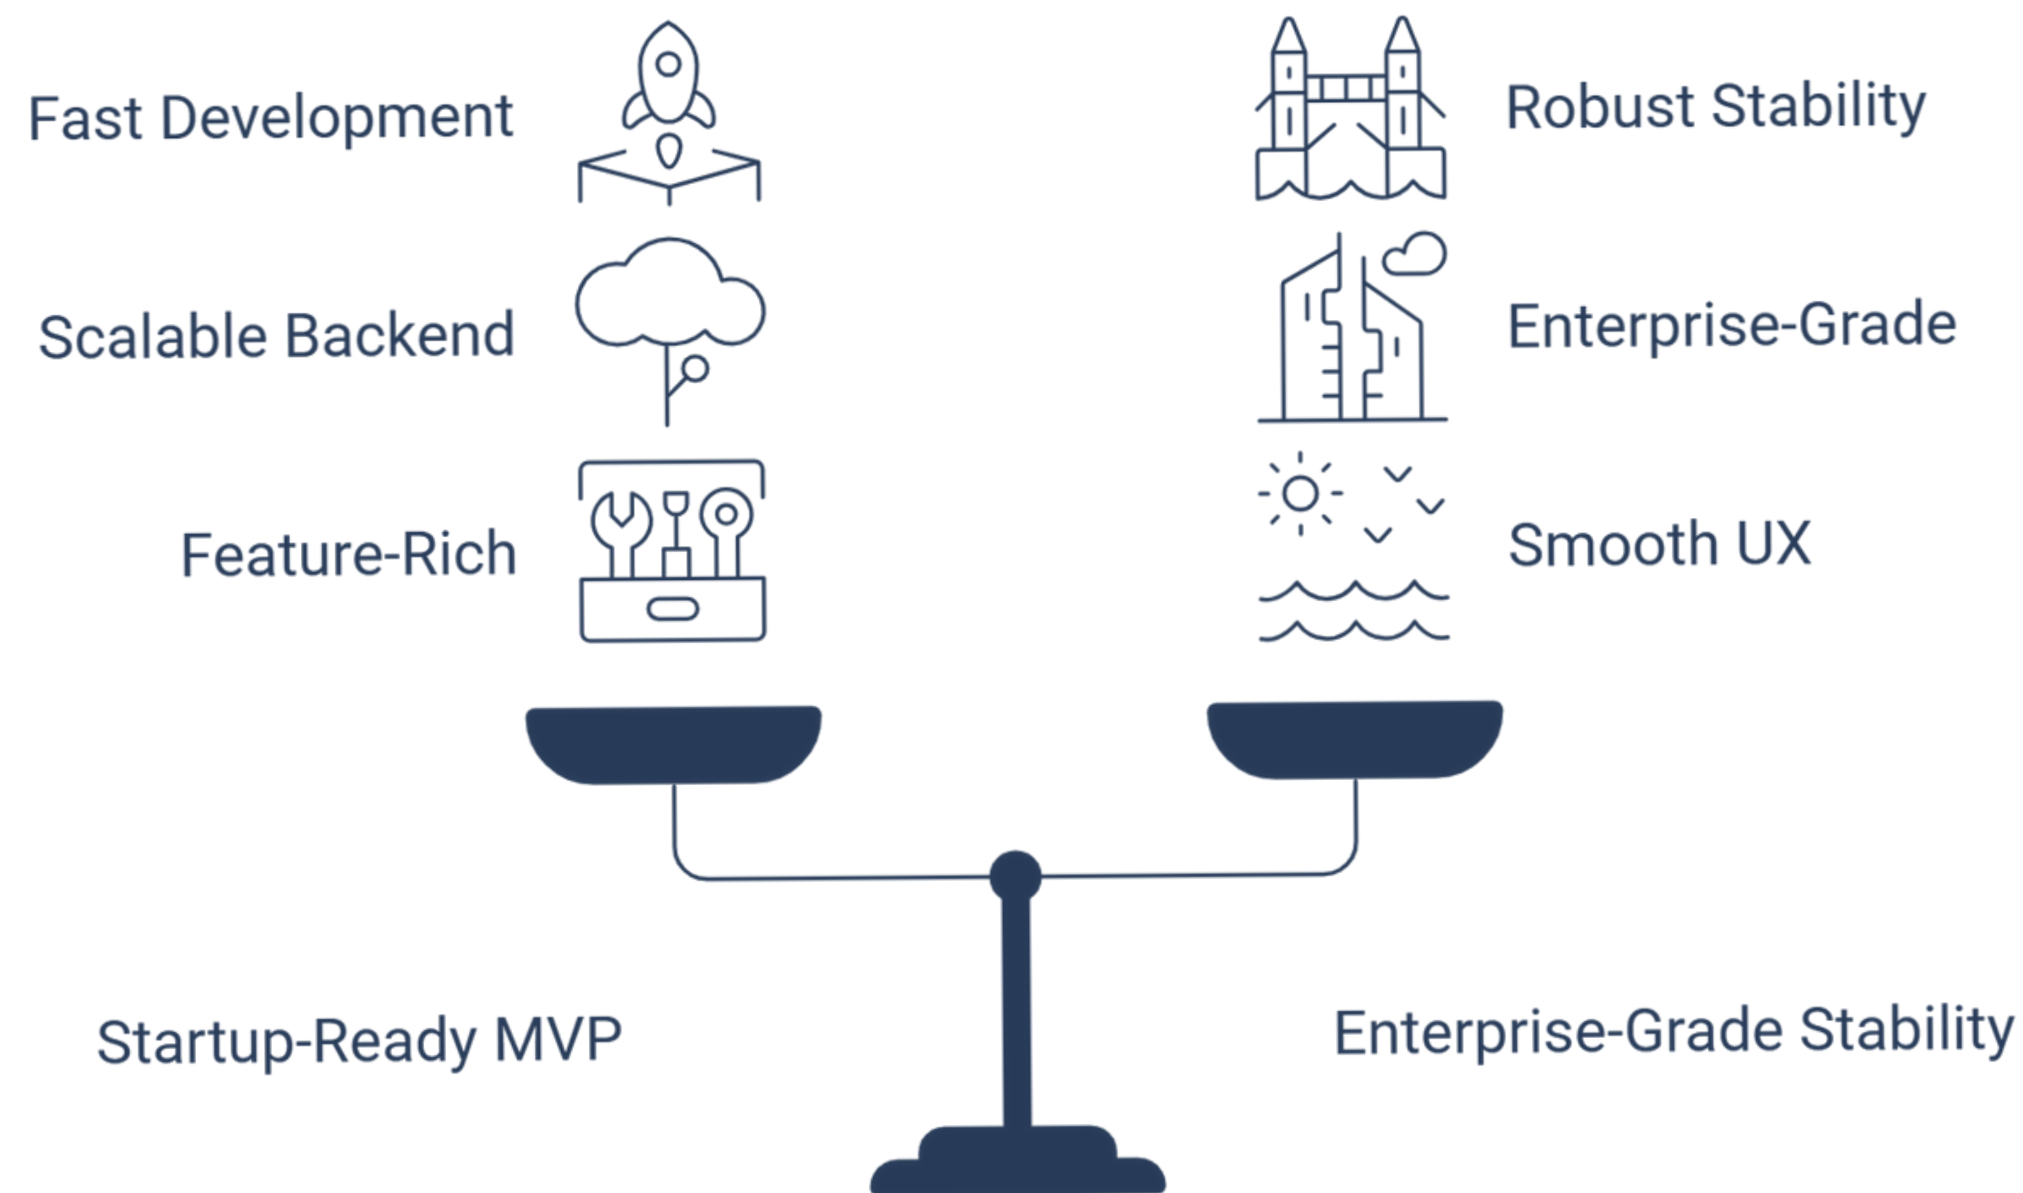 Fast Development
Robust Stability
Scalable Backend
Enterprise-Grade
Feature-Rich
Smooth UX
Startup-Ready MVP
Enterprise-Grade Stability